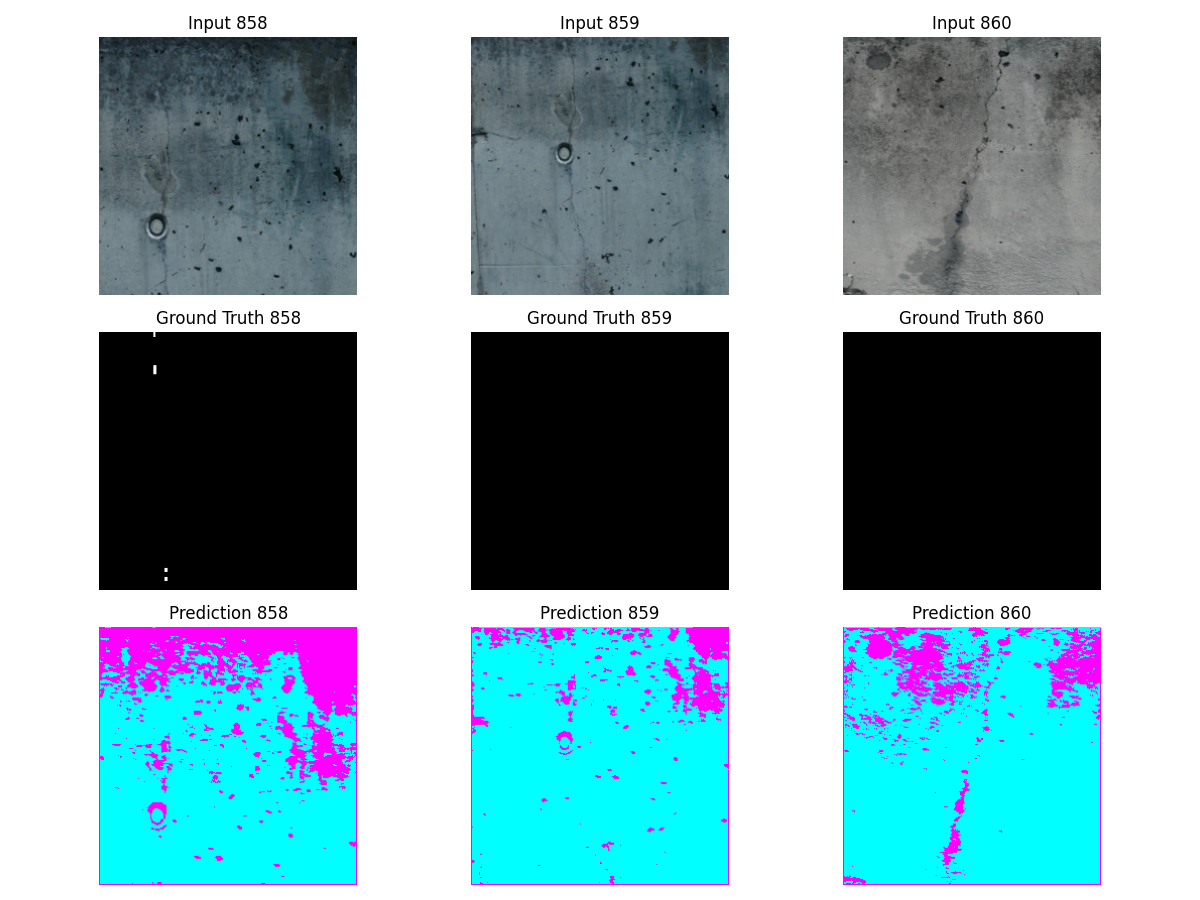 Input 858
Input 859
Input 860
Ground Truth 858
Ground Truth 859
Ground Truth 860
Prediction 858
Prediction 859
Prediction 860